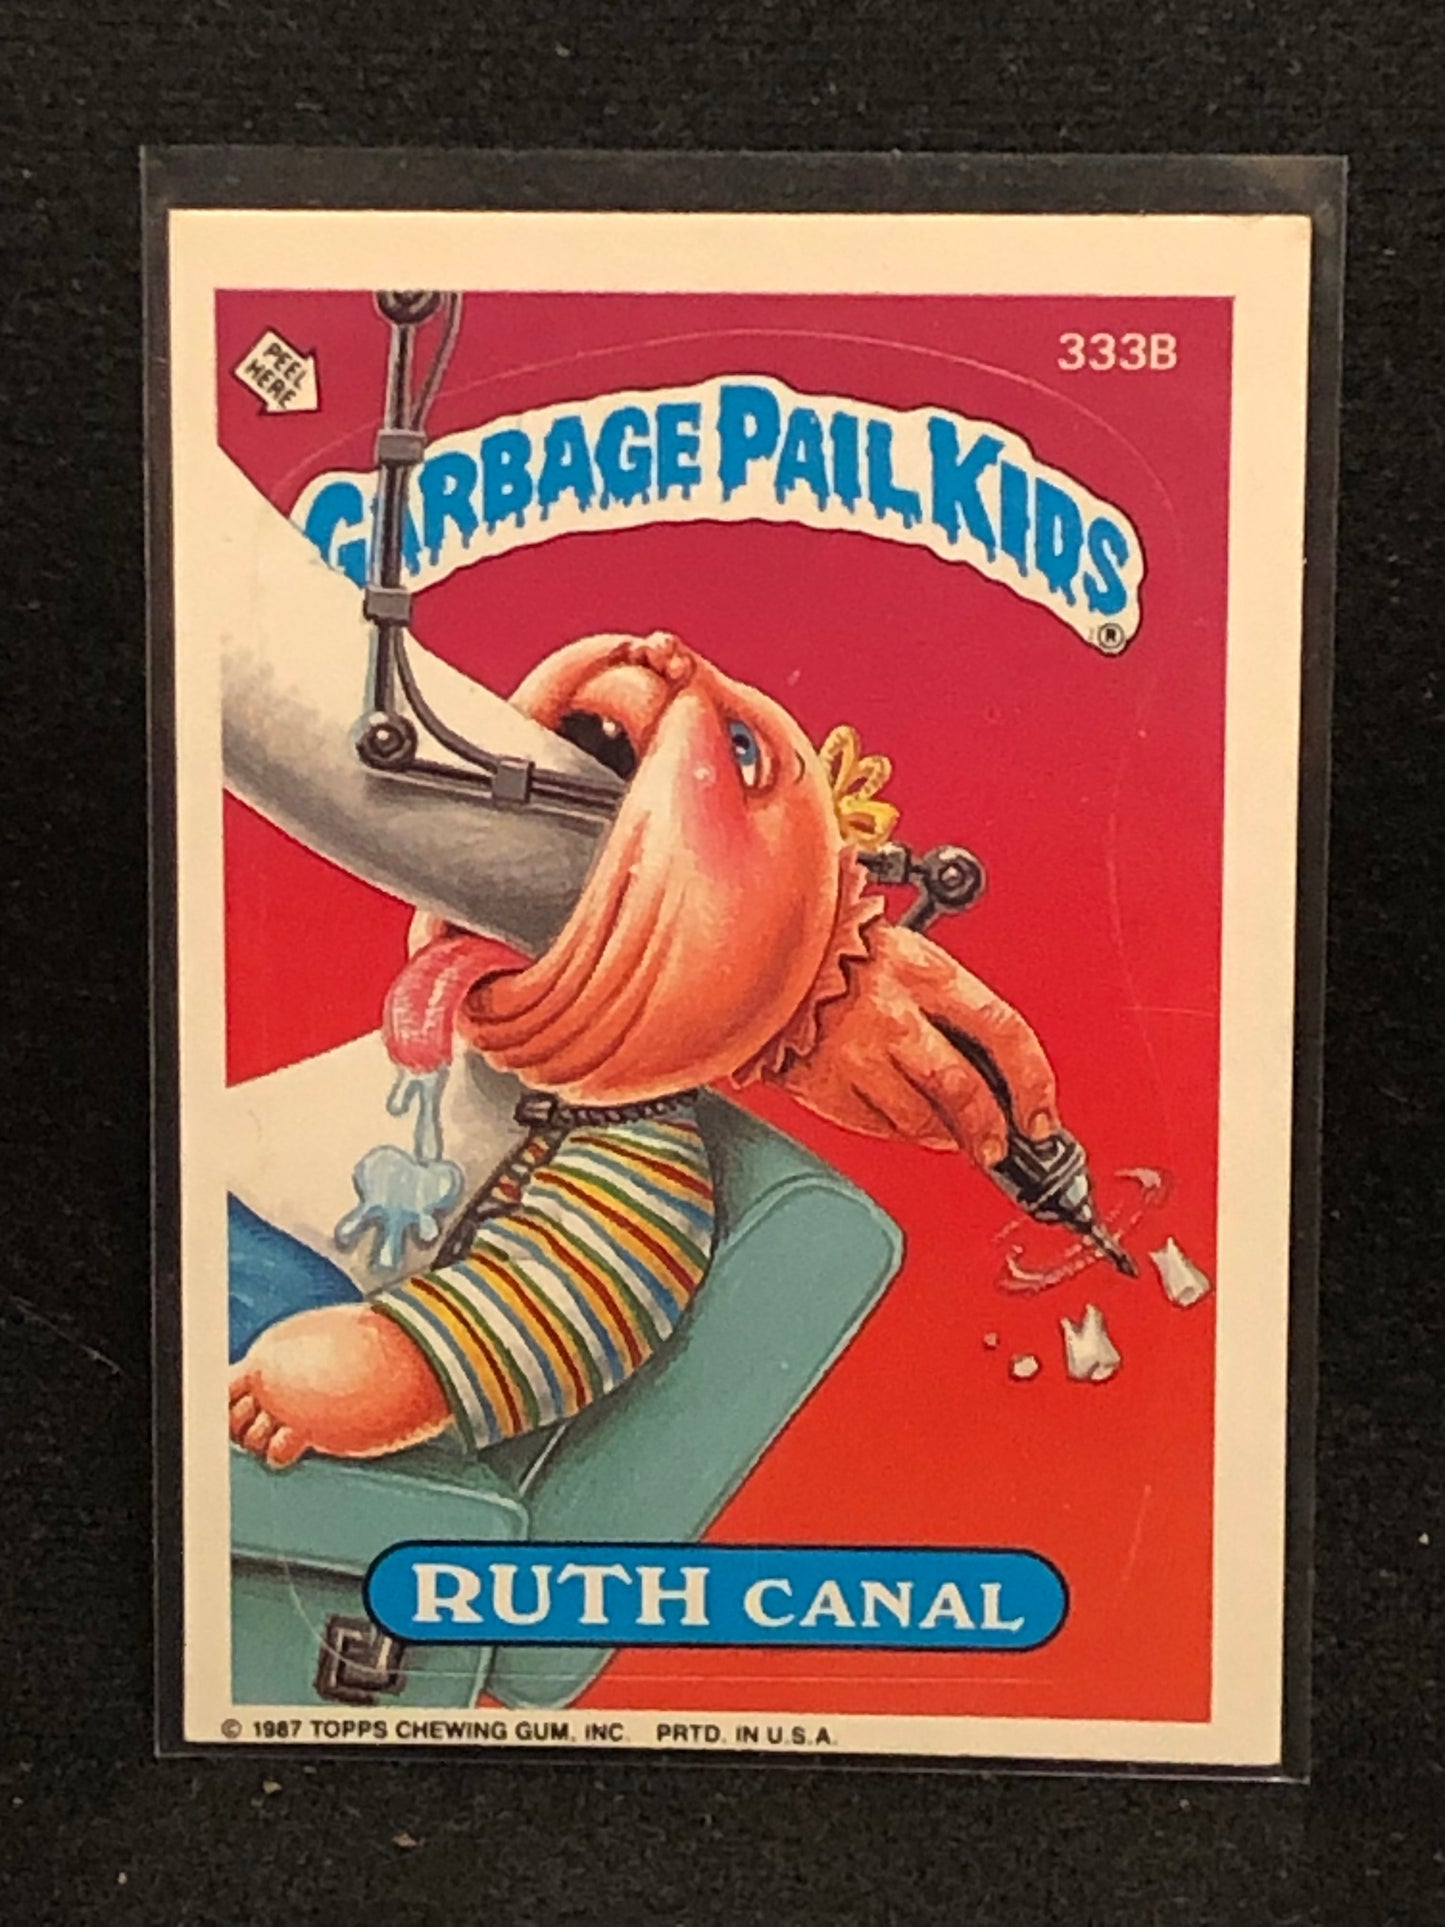 PEEL
HERE
333B
GARBAGE PAIL KIDS
®
RUTH CANAL
© 1987 TOPPS CHEWING GUM, INC. PRTD. IN U.S.A.